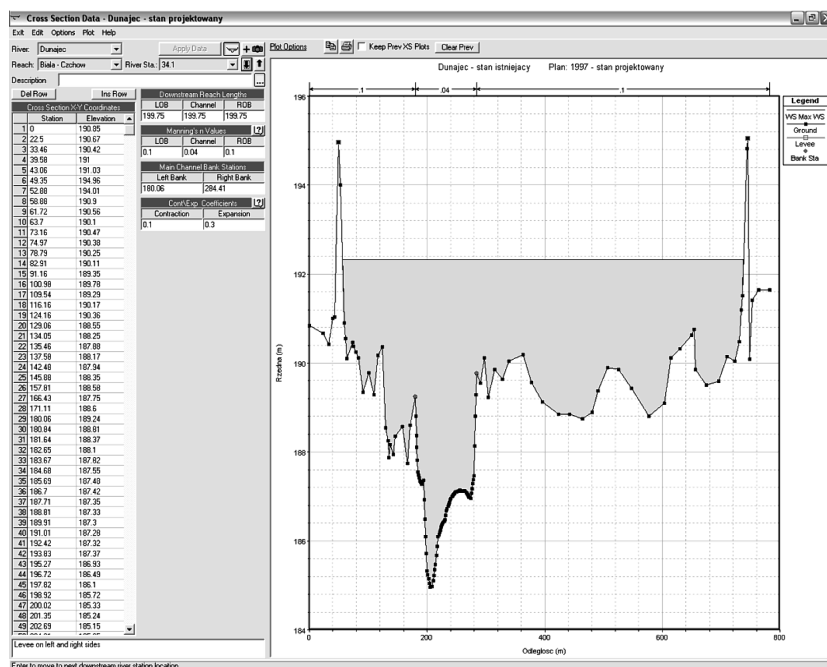 Cross Section Data - Dunajec - stan projektowany
Exit Edit Options Plot Help
River: Dunajec Apply Data
Reach: Biala - Czchow River Sta.: 34.1
Description
Del Row Ins Row
Cross Section X-Y Coordinates
Station Elevation
1 0 190.85
2 22.5 190.67
3 33.46 190.42
4 39.58 191
5 43.06 191.03
6 49.35 194.96
7 52.88 194.01
8 58.88 190.9
9 61.72 190.56
10 63.7 190.1
11 73.16 190.47
12 74.97 190.38
13 78.79 190.25
14 82.91 190.11
15 91.16 189.35
16 100.98 189.78
17 109.54 189.29
18 116.16 190.17
19 124.16 190.36
20 129.06 188.55
21 134.05 188.25
22 135.46 187.88
23 137.59 188.17
24 142.48 187.94
25 145.88 188.35
26 157.81 188.58
27 166.43 187.75
28 171.11 188.6
29 180.06 189.24
30 180.84 188.81
31 181.64 188.37
32 182.65 188.1
33 183.67 187.82
34 184.68 187.55
35 185.69 187.48
36 186.7 187.42
37 187.71 187.35
38 188.81 187.33
39 189.91 187.3
40 191.01 187.28
41 192.42 187.32
42 193.83 187.37
43 195.27 186.93
44 196.72 186.49
45 197.82 186.1
46 198.92 185.72
47 200.02 185.33
48 201.35 185.24
49 202.69 185.15
Downstream Reach Lengths
LOB Channel ROB
199.75 199.75 199.75
Manning's n Values
LOB Channel ROB
0.1 0.04 0.1
Main Channel Bank Stations
Left Bank Right Bank
180.06 284.41
Cont\Exp Coefficients
Contraction Expansion
0.1 0.3
Levee on left and right sides
Enter to move to next downstream river station location
Plot Options Keep Prev XS Plots Clear Prev
Dunajec - stan istniejacy Plan: 1997 - stan projektowany
.1 .04 .1
Legend
WS Max WS
Ground
Levee
Bank Sta
196
194
192
190
188
186
184
Rzedna (m)
0 200 400 600 800
Odleglosc (m)